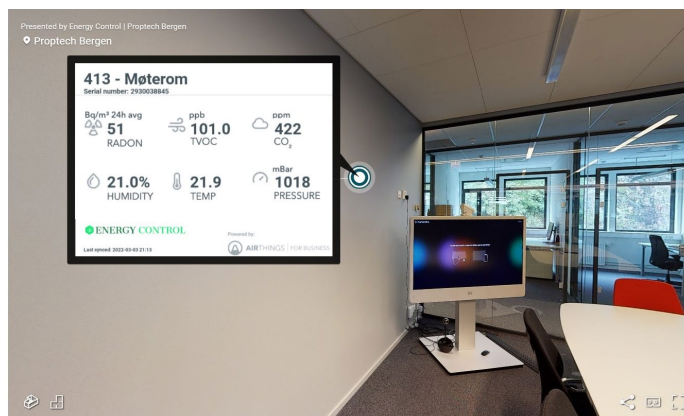 Presented by Energy Control | Proptech Bergen
Proptech Bergen
413 - Møterom
Serial number: 2930038845
Bq/m³ 24h avg
51
RADON
ppb
101.0
TVOC
ppm
422
CO₂
21.0%
HUMIDITY
21.9
TEMP
mBar
1018
PRESSURE
ENERGY CONTROL
Powered by:
AIRTHINGS | FOR BUSINESS
Last synced: 2022-03-03 21:15